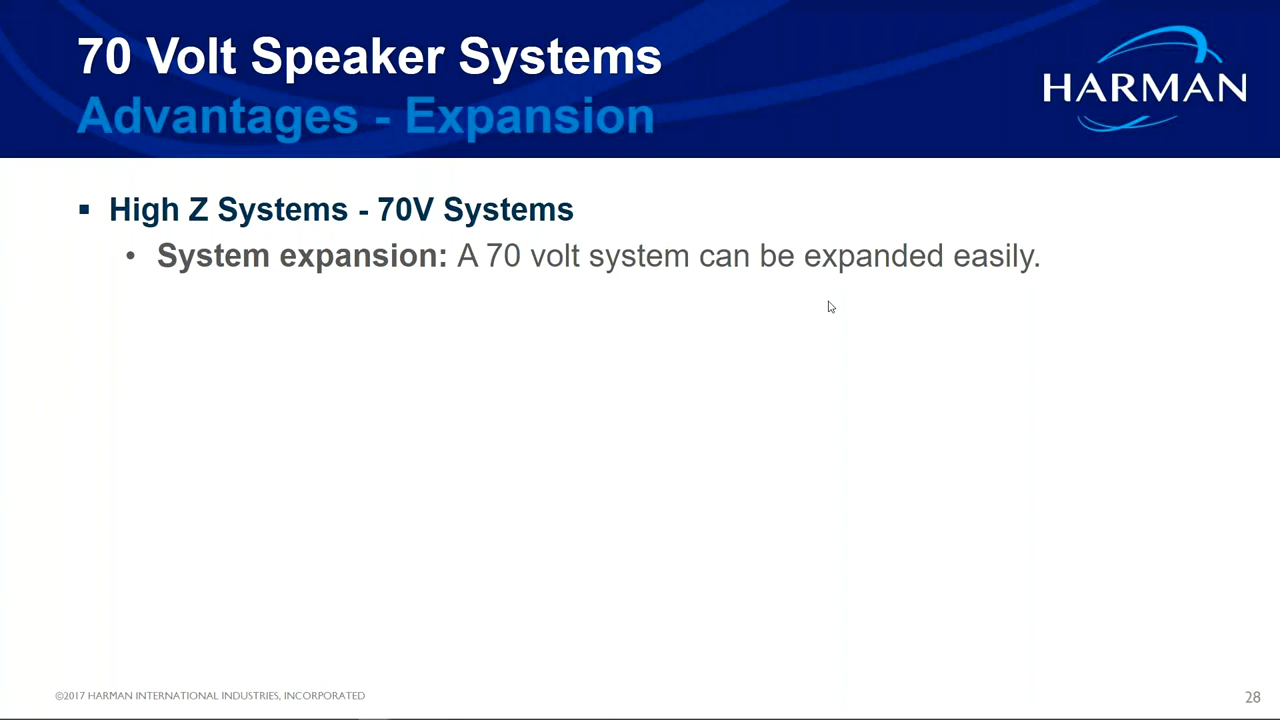 70 Volt Speaker Systems
Advantages - Expansion
HARMAN
▪ High Z Systems - 70V Systems
• System expansion: A 70 volt system can be expanded easily.
©2017 HARMAN INTERNATIONAL INDUSTRIES, INCORPORATED
28